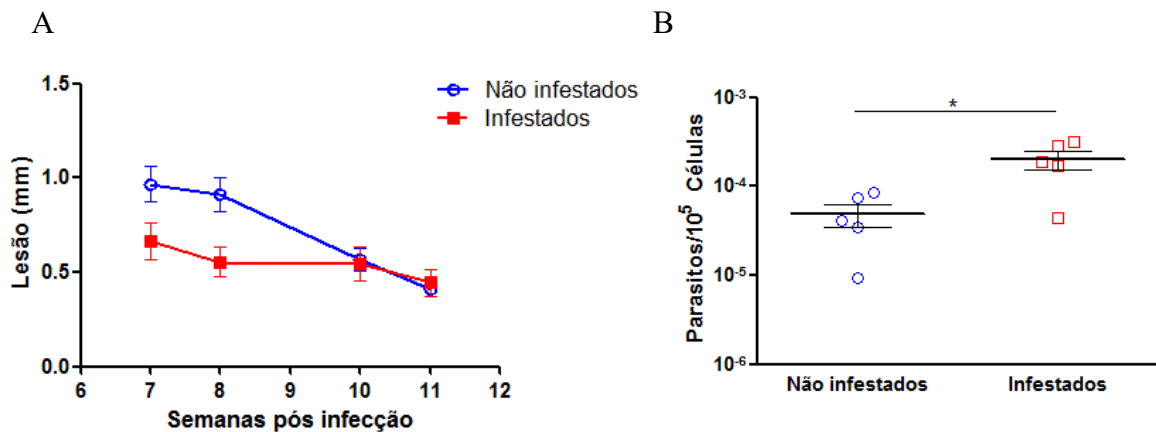 A
1.5
1.0
0.5
0.0
Lesão (mm)
6 7 8 9 10 11 12
Semanas pós infecção
Não infestados
Infestados
B
10⁻³
10⁻⁴
10⁻⁵
10⁻⁶
Parasitos/10⁵ Células
*
Não infestados Infestados